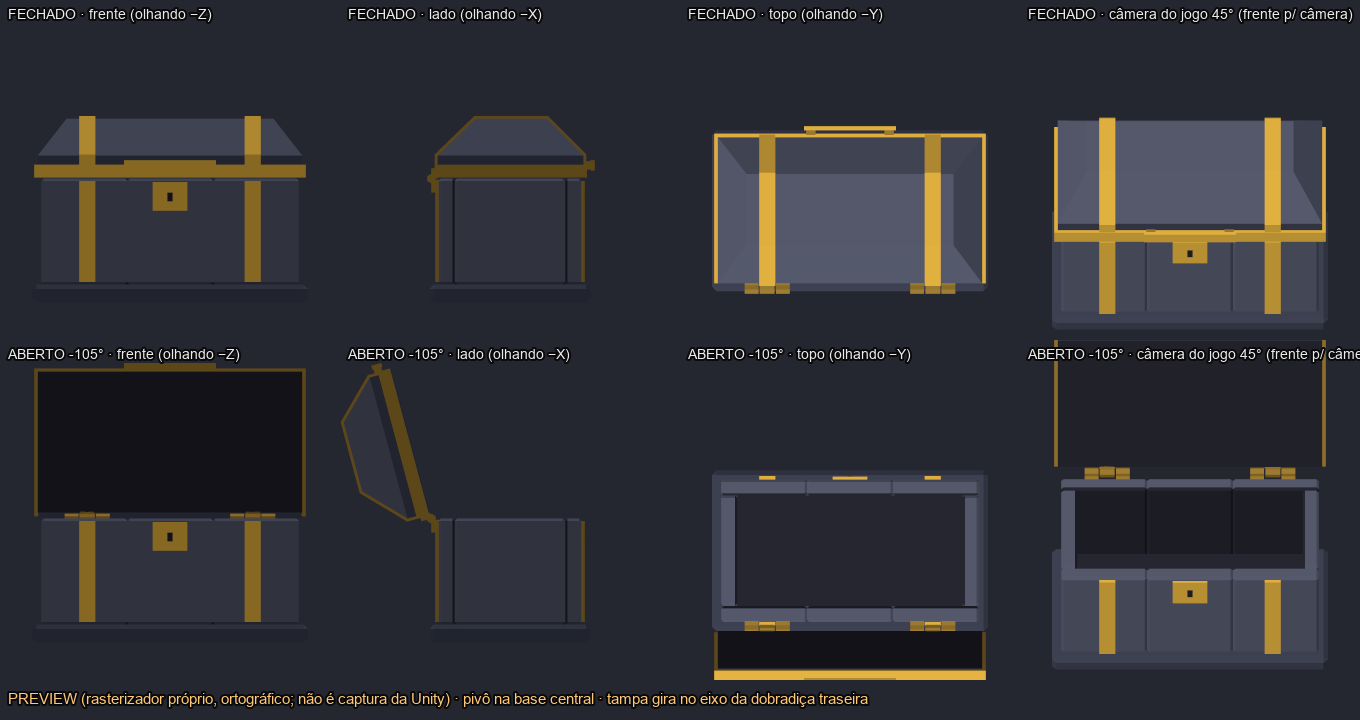 FECHADO · frente (olhando −Z)
FECHADO · lado (olhando −X)
FECHADO · topo (olhando −Y)
FECHADO · câmera do jogo 45° (frente p/ câmera)
ABERTO -105° · frente (olhando −Z)
ABERTO -105° · lado (olhando −X)
ABERTO -105° · topo (olhando −Y)
ABERTO -105° · câmera do jogo 45° (frente p/ câme
PREVIEW (rasterizador próprio, ortográfico; não é captura da Unity) · pivô na base central · tampa gira no eixo da dobradiça traseira